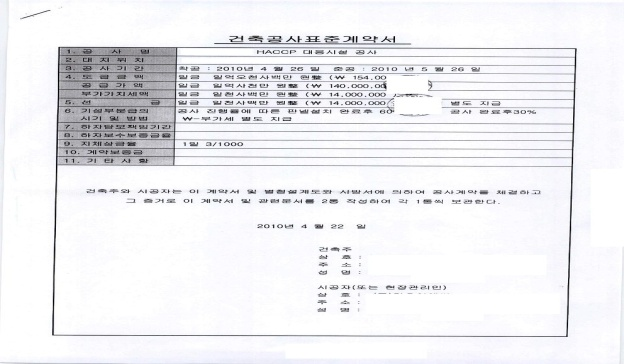 건축공사표준계약서
1. 공 사 명 HACCP 대응시설 공사
2. 대지위치
3. 공사기간 착공 : 2010년 4월 26일 준공 : 2010년 5월 26일
4. 도급금액 일금 일억오천사백만 원整 (₩ 154,00
공급가액 일금 일억사천만 원整 (₩ 140,000,00
부가가치세액 일금 일천사백만 원整 (₩ 14,000,000
5. 선 급 일금 일천사백만 원整 (₩ 14,000,000 별도 지급
6. 기성부분금의 공사 진행률에 따른 판넬설치 완료후 60 공사 완료후30%
시기 및 방법 ₩-부가세 별도 지급
7. 하자담보책임기간
8. 하자보수보증금율
9. 지체상금율 1일 3/1000
10. 계약보증금
11. 기타사항
건축주와 시공자는 이 계약서 및 별첨설계도와 시방서에 의하여 공사계약을 체결하고
그 증거로 이 계약서 및 관련문서를 2통 작성하여 각 1통씩 보관한다.
2010년 4월 22 일
건축주
상 호 :
주 소 :
성 명 :
시공자(또는 현장관리인)
상 호 :
주 소 :
성 명 :